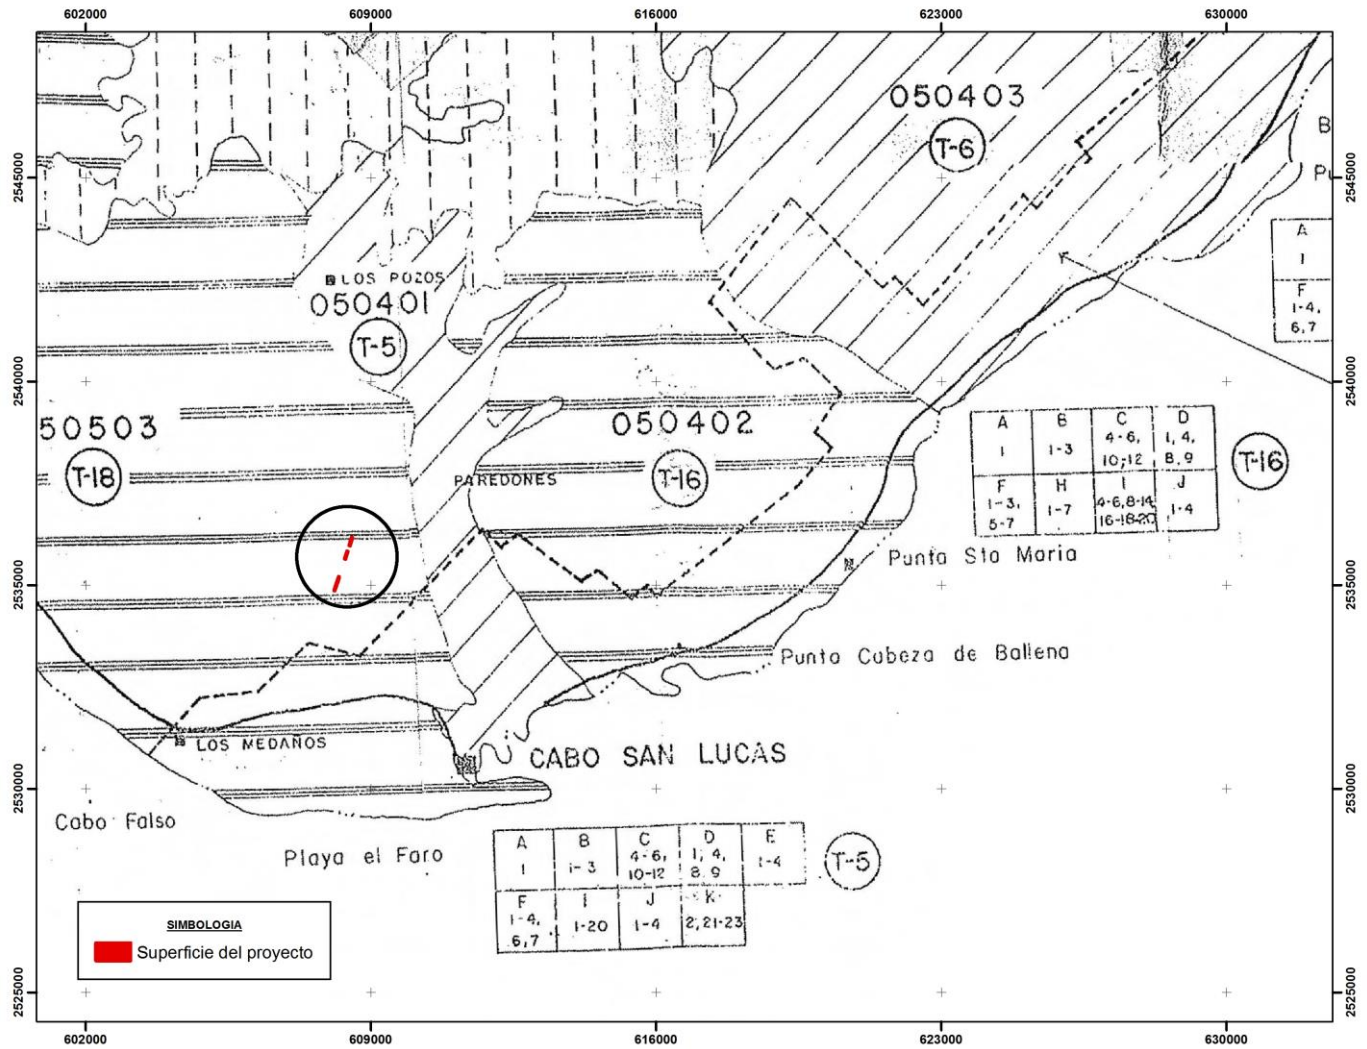 602000
609000
616000
623000
630000
050403
T-6
B
2545000
2545000
LOS POZOS
050401
T-5
A
1
F
1-4,
6,7
2540000
2540000
50503
T-18
050402
T-16
PAREDONES
A B C D
1 1-3 4-6, 1, 4,
10-12 8, 9
F H I J
1-3, 1-7 4-6,8-14 1-4
5-7 16-18-20
T-16
Punta Sta Maria
2535000
2535000
Punta Cabeza de Ballena
LOS MEDAÑOS
CABO SAN LUCAS
2530000
2530000
Cabo Falso
Playa el Faro
A B C D E
1 1-3 4-6, 1, 4, 1-4
10-12 8, 9
F I J K
1-4, 1-20 1-4 2,21-23
6,7
T-5
SIMBOLOGIA
Superficie del proyecto
2525000
2525000
602000
609000
616000
623000
630000